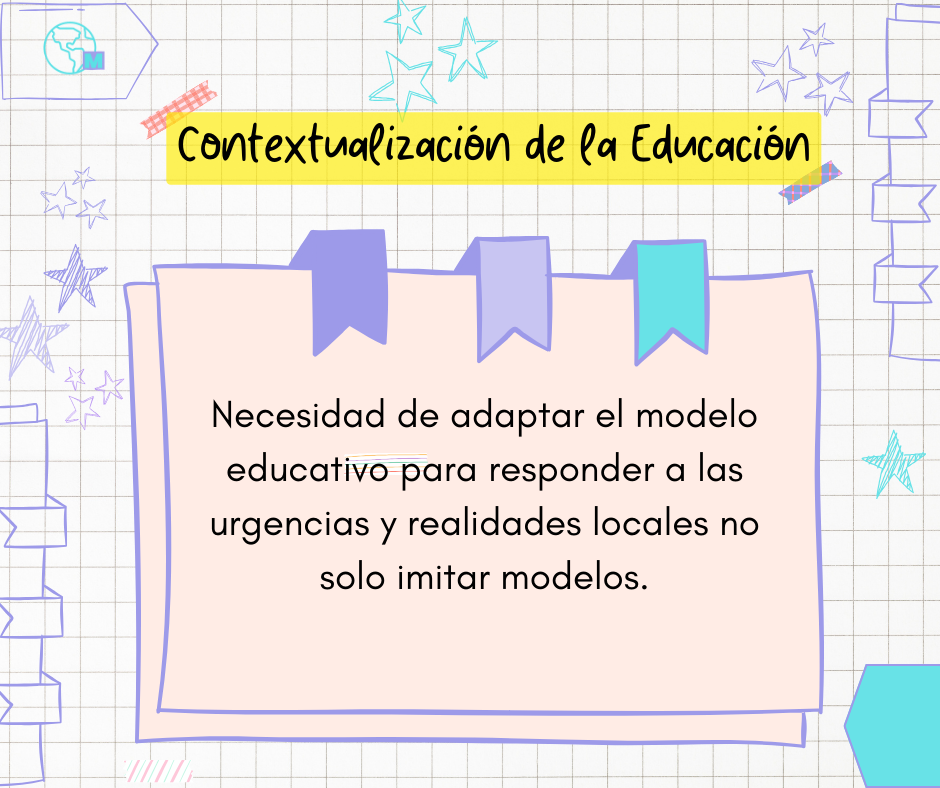 M
Contextualización de la Educación
Necesidad de adaptar el modelo
educativo para responder a las
urgencias y realidades locales no
solo imitar modelos.